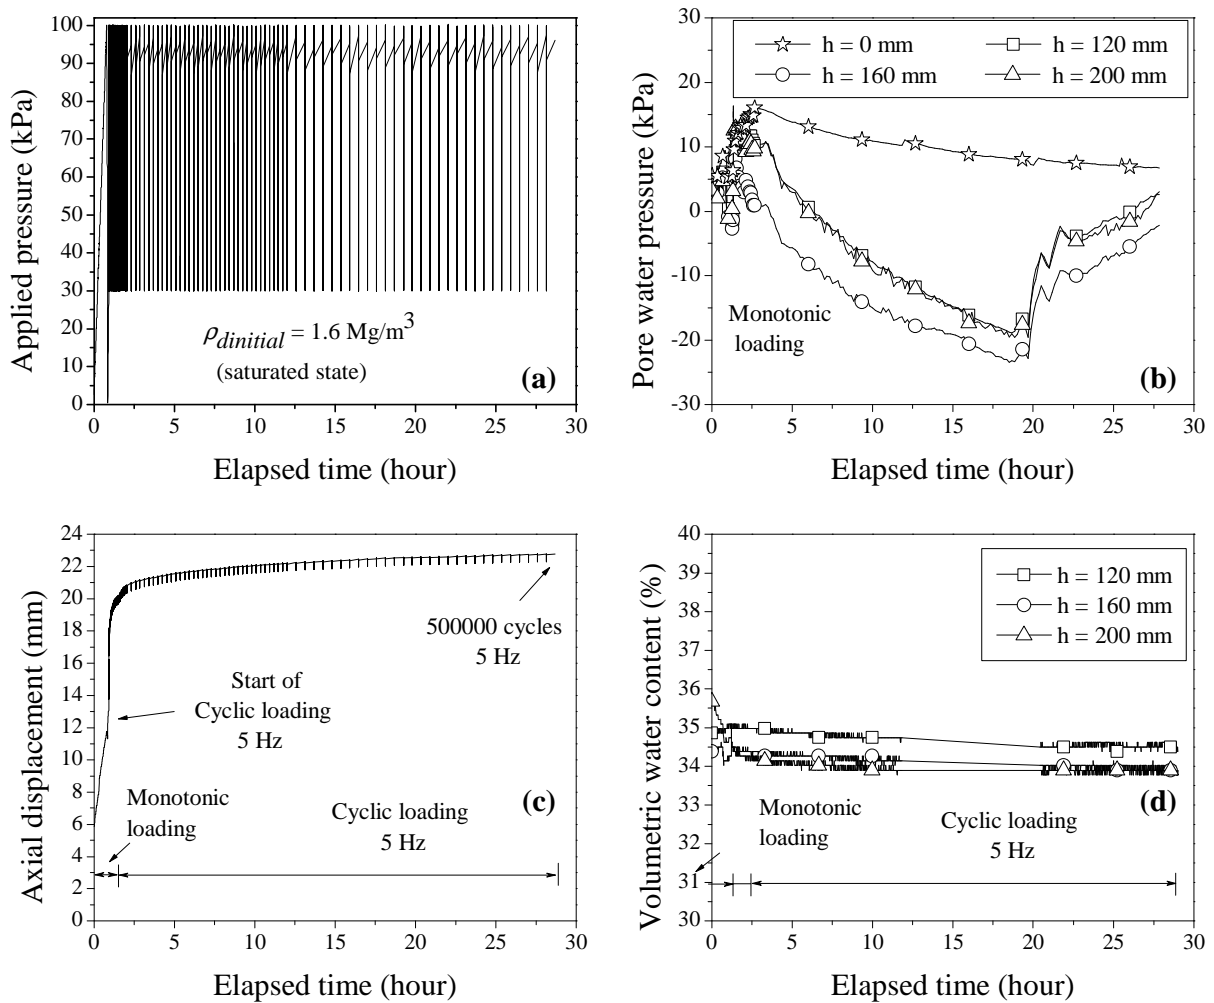 100
90
80
70
60
50
40
30
20
10
0
Applied pressure (kPa)
ρdinitial = 1.6 Mg/m3
(saturated state)
(a)
0 5 10 15 20 25 30
Elapsed time (hour)
30
20
10
0
-10
-20
-30
Pore water pressure (kPa)
h = 0 mm h = 120 mm
h = 160 mm h = 200 mm
Monotonic
loading
(b)
0 5 10 15 20 25 30
Elapsed time (hour)
24
22
20
18
16
14
12
10
8
6
4
2
0
Axial displacement (mm)
500000 cycles
5 Hz
Start of
Cyclic loading
5 Hz
Monotonic
loading
Cyclic loading
5 Hz
(c)
0 5 10 15 20 25 30
Elapsed time (hour)
40
39
38
37
36
35
34
33
32
31
30
Volumetric water content (%)
h = 120 mm
h = 160 mm
h = 200 mm
Monotonic
loading
Cyclic loading
5 Hz
(d)
0 5 10 15 20 25 30
Elapsed time (hour)